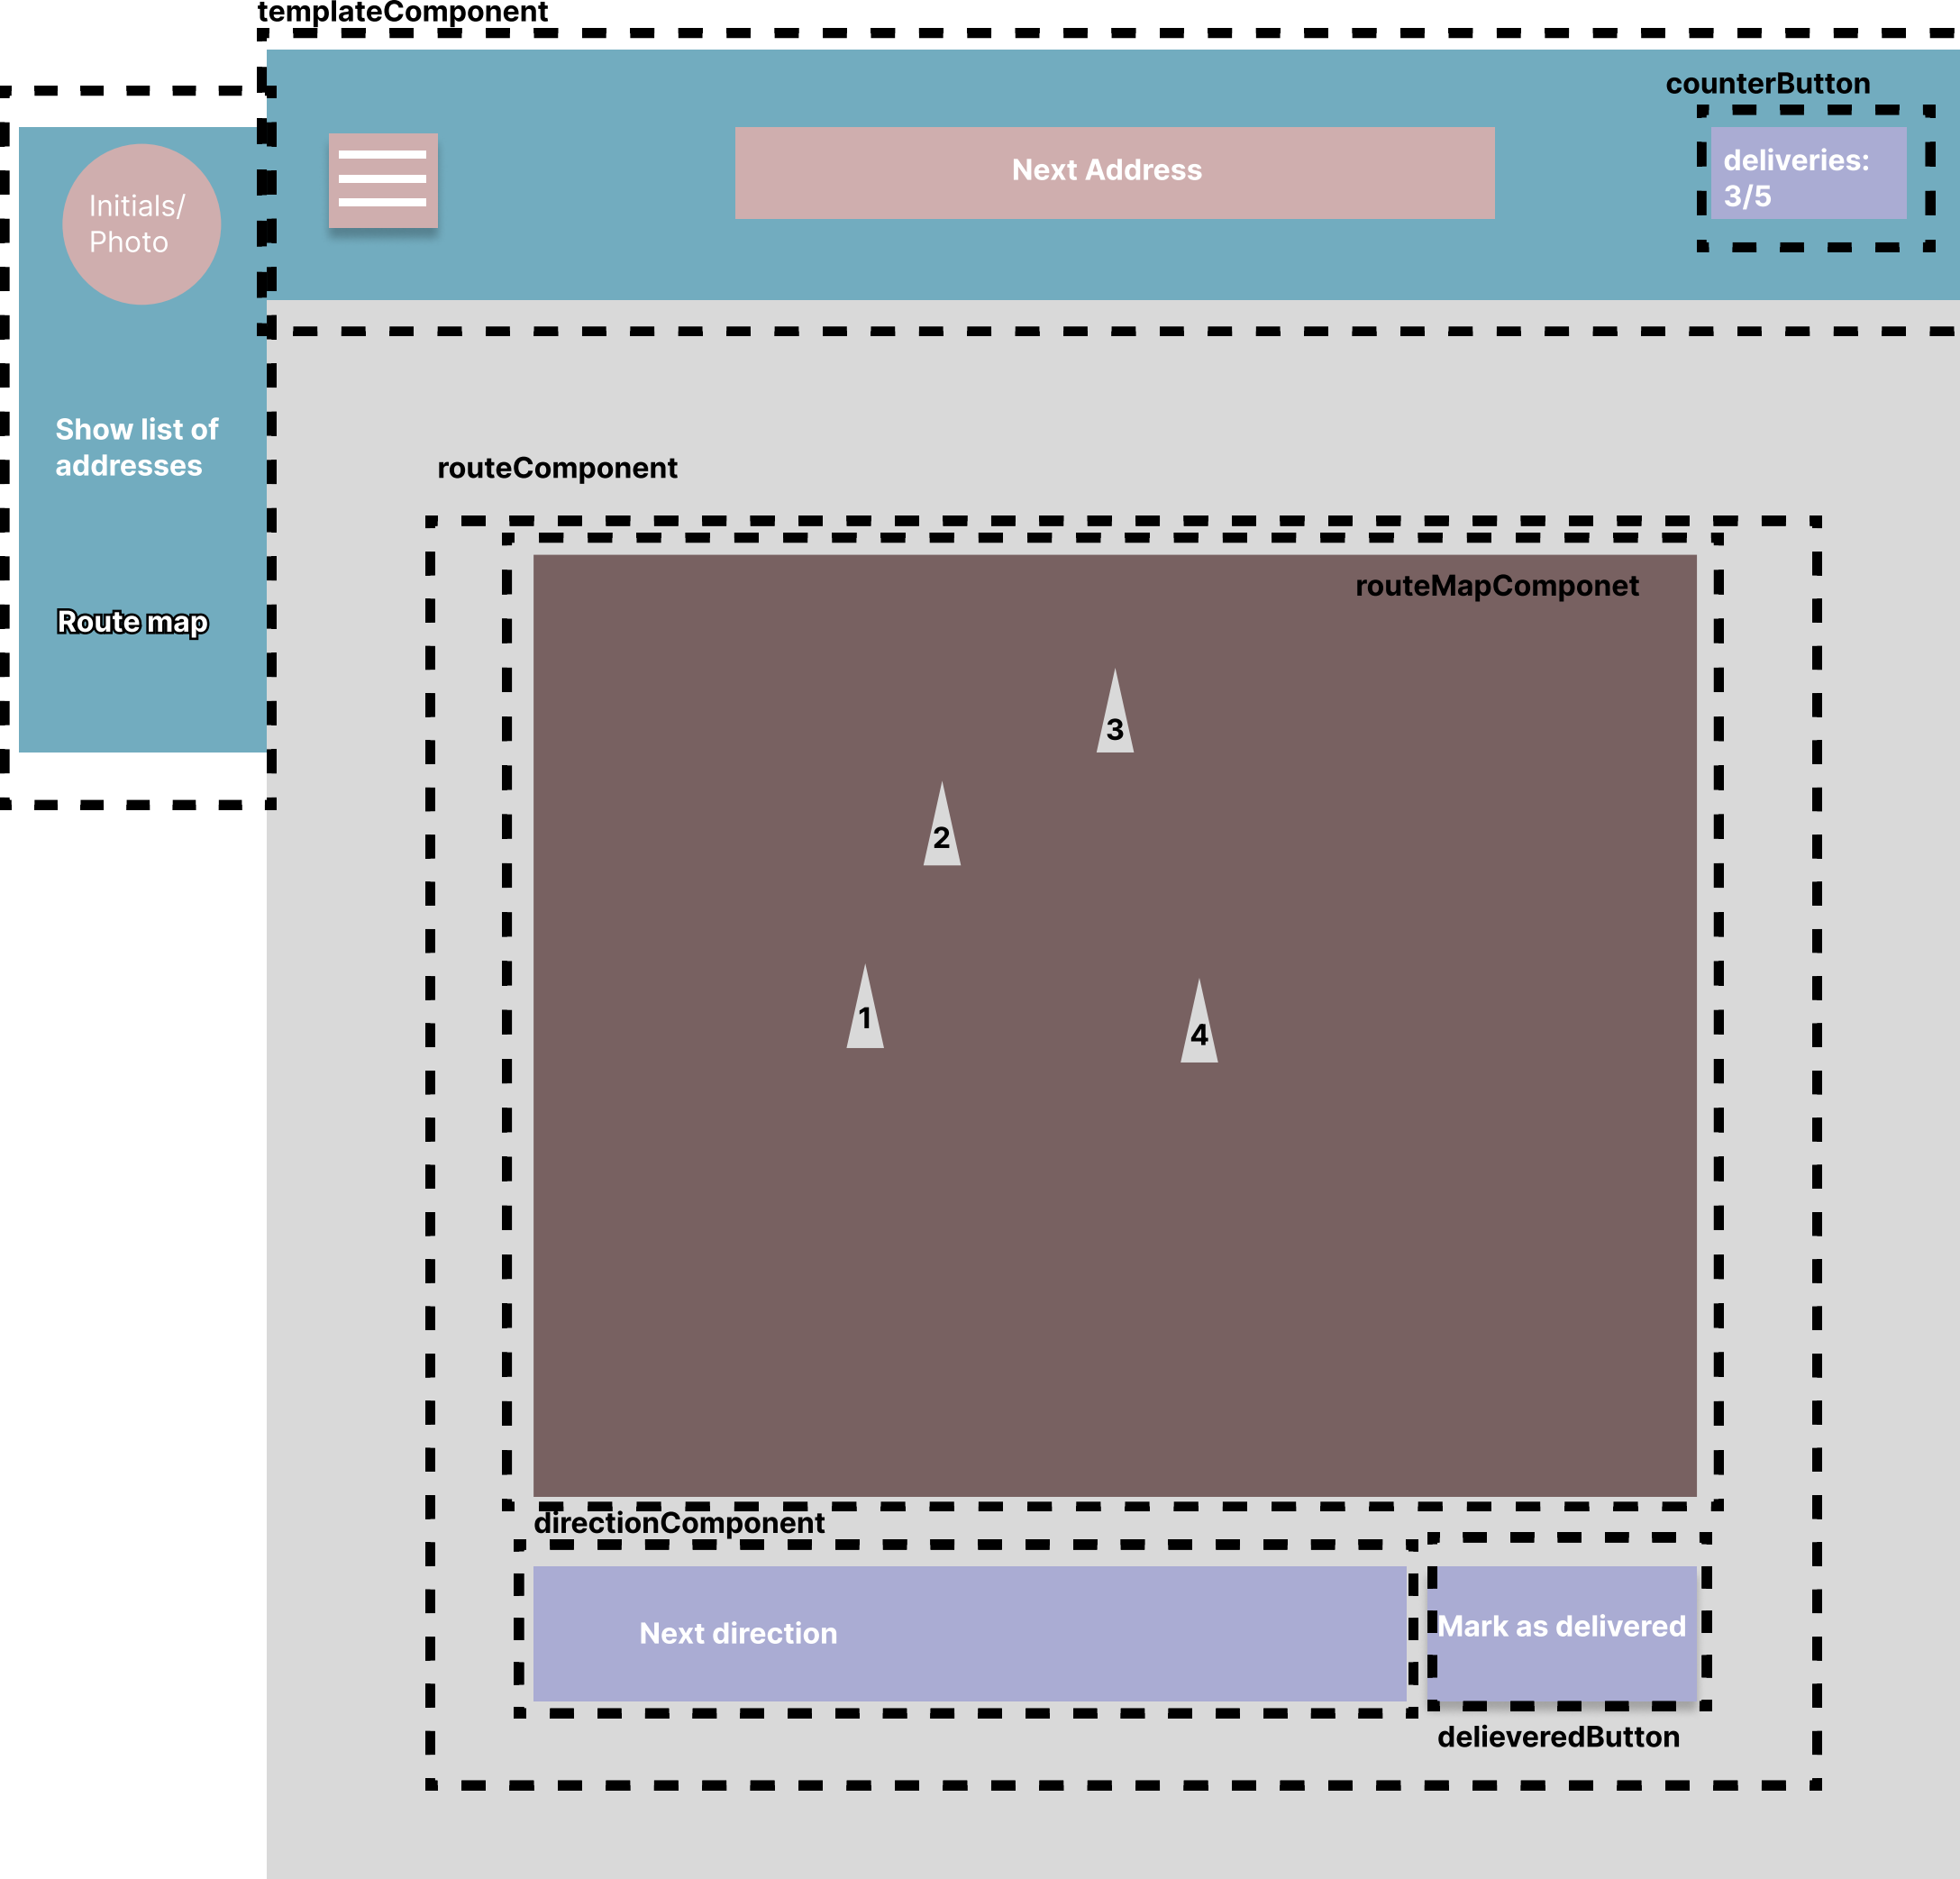 templateComponent
counterButton
Next Address
deliveries:
3/5
Initials/
Photo
Show list of
addresses
Route map
routeComponent
routeMapComponet
3
2
1
4
directionComponent
Next direction
Mark as delivered
delieveredButton